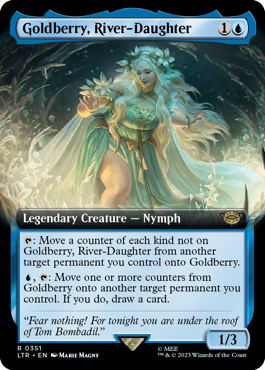 Goldberry, River-Daughter 1
Legendary Creature — Nymph
: Move a counter of each kind not on
Goldberry, River-Daughter from another
target permanent you control onto Goldberry.
, : Move one or more counters from
Goldberry onto another target permanent you
control. If you do, draw a card.
“Fear nothing! For tonight you are under the roof
of Tom Bombadil.”
1/3
R 0351
LTR • EN Marie Magny
© MEE
™ & © 2023 Wizards of the Coast